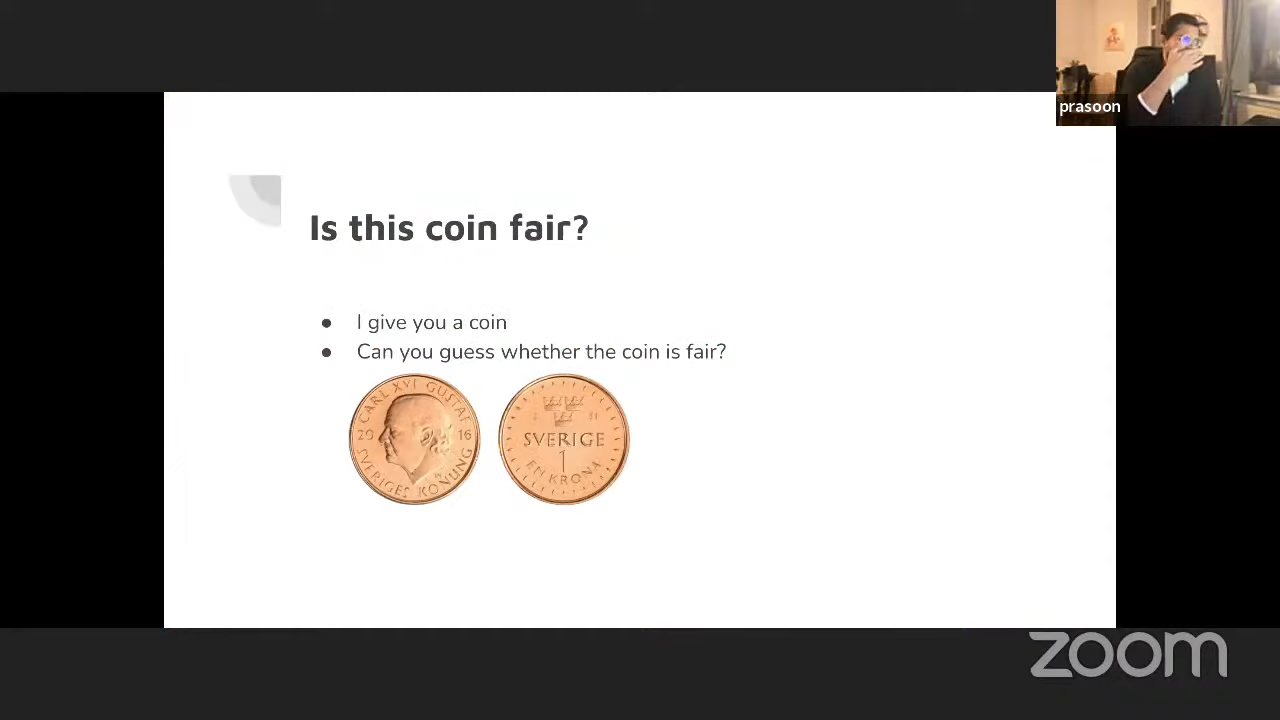 prasoon
Is this coin fair?
● I give you a coin
● Can you guess whether the coin is fair?
CARL XVI GUSTAF
20 16
SVERIGES KONUNG
SVERIGE
1
EN KRONA
zoom